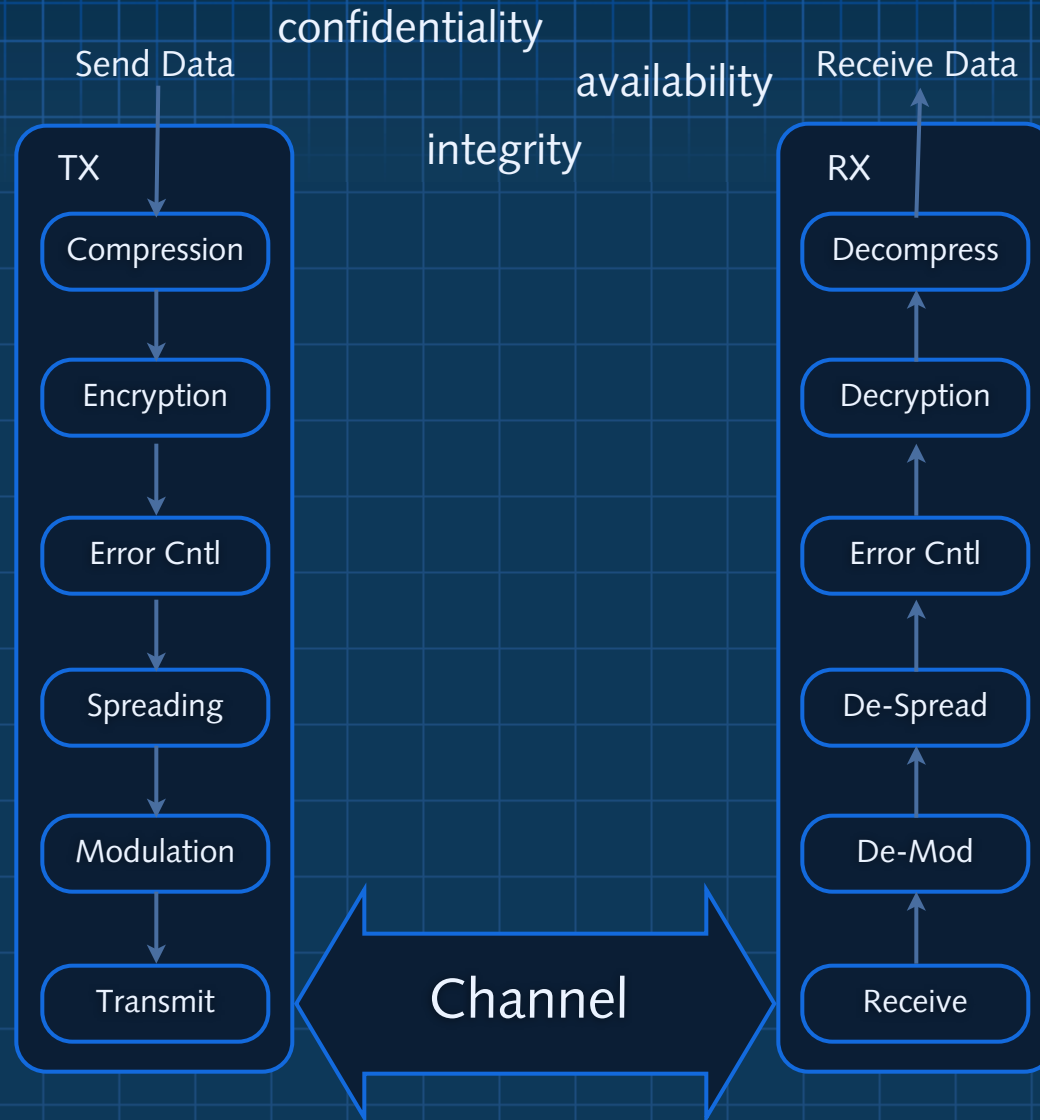 confidentiality
Send Data
availability
Receive Data
integrity
TX
Compression
Encryption
Error Cntl
Spreading
Modulation
Transmit
Channel
RX
Decompress
Decryption
Error Cntl
De-Spread
De-Mod
Receive